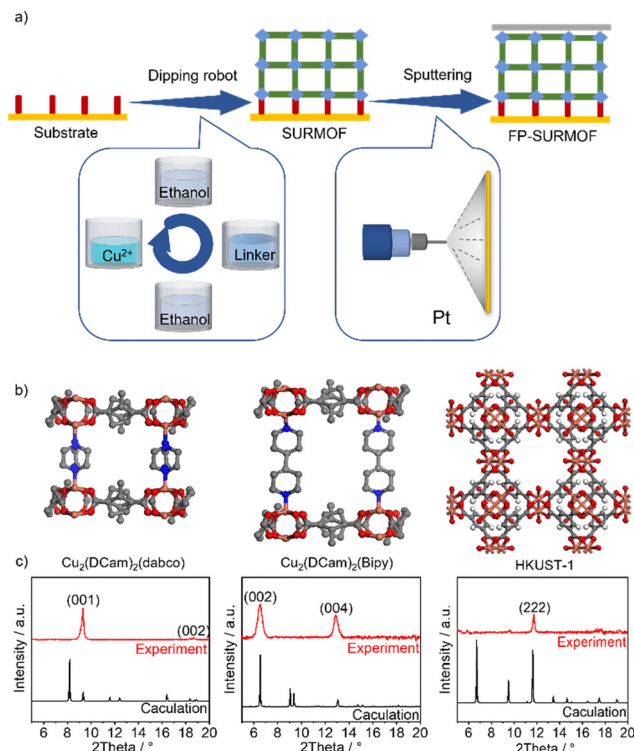 a)
Dipping robot
Sputtering
Substrate
SURMOF
FP-SURMOF
Ethanol
Cu²⁺
Linker
Ethanol
Pt
b)
Cu₂(DCam)₂(dabco)
Cu₂(DCam)₂(Bipy)
HKUST-1
c)
Intensity / a.u.
(001)
(002)
Experiment
Caculation
6 8 10 12 14 16 18 20
2Theta / °
Intensity / a.u.
(002)
(004)
Experiment
Caculation
6 8 10 12 14 16 18 20
2Theta / °
Intensity / a.u.
(222)
Experiment
Caculation
6 8 10 12 14 16 18 20
2Theta / °